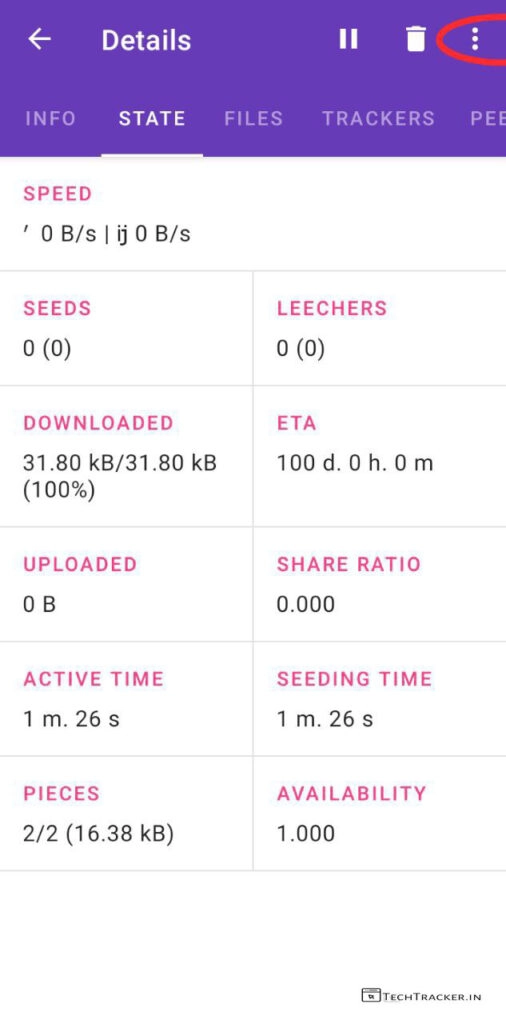 Details
INFO STATE FILES TRACKERS PEE
SPEED
′ 0 B/s | ij 0 B/s
SEEDS LEECHERS
0 (0) 0 (0)
DOWNLOADED ETA
31.80 kB/31.80 kB 100 d. 0 h. 0 m
(100%)
UPLOADED SHARE RATIO
0 B 0.000
ACTIVE TIME SEEDING TIME
1 m. 26 s 1 m. 26 s
PIECES AVAILABILITY
2/2 (16.38 kB) 1.000
TECHTRACKER.IN